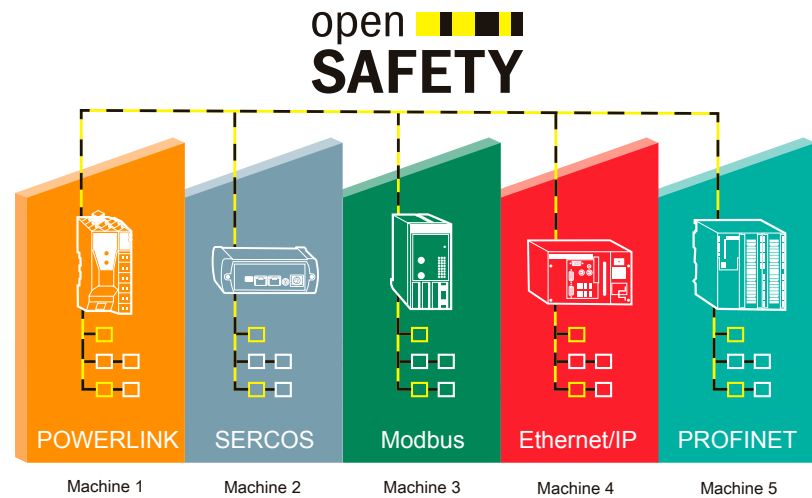 open
SAFETY
POWERLINK
SERCOS
Modbus
Ethernet/IP
PROFINET
Machine 1
Machine 2
Machine 3
Machine 4
Machine 5